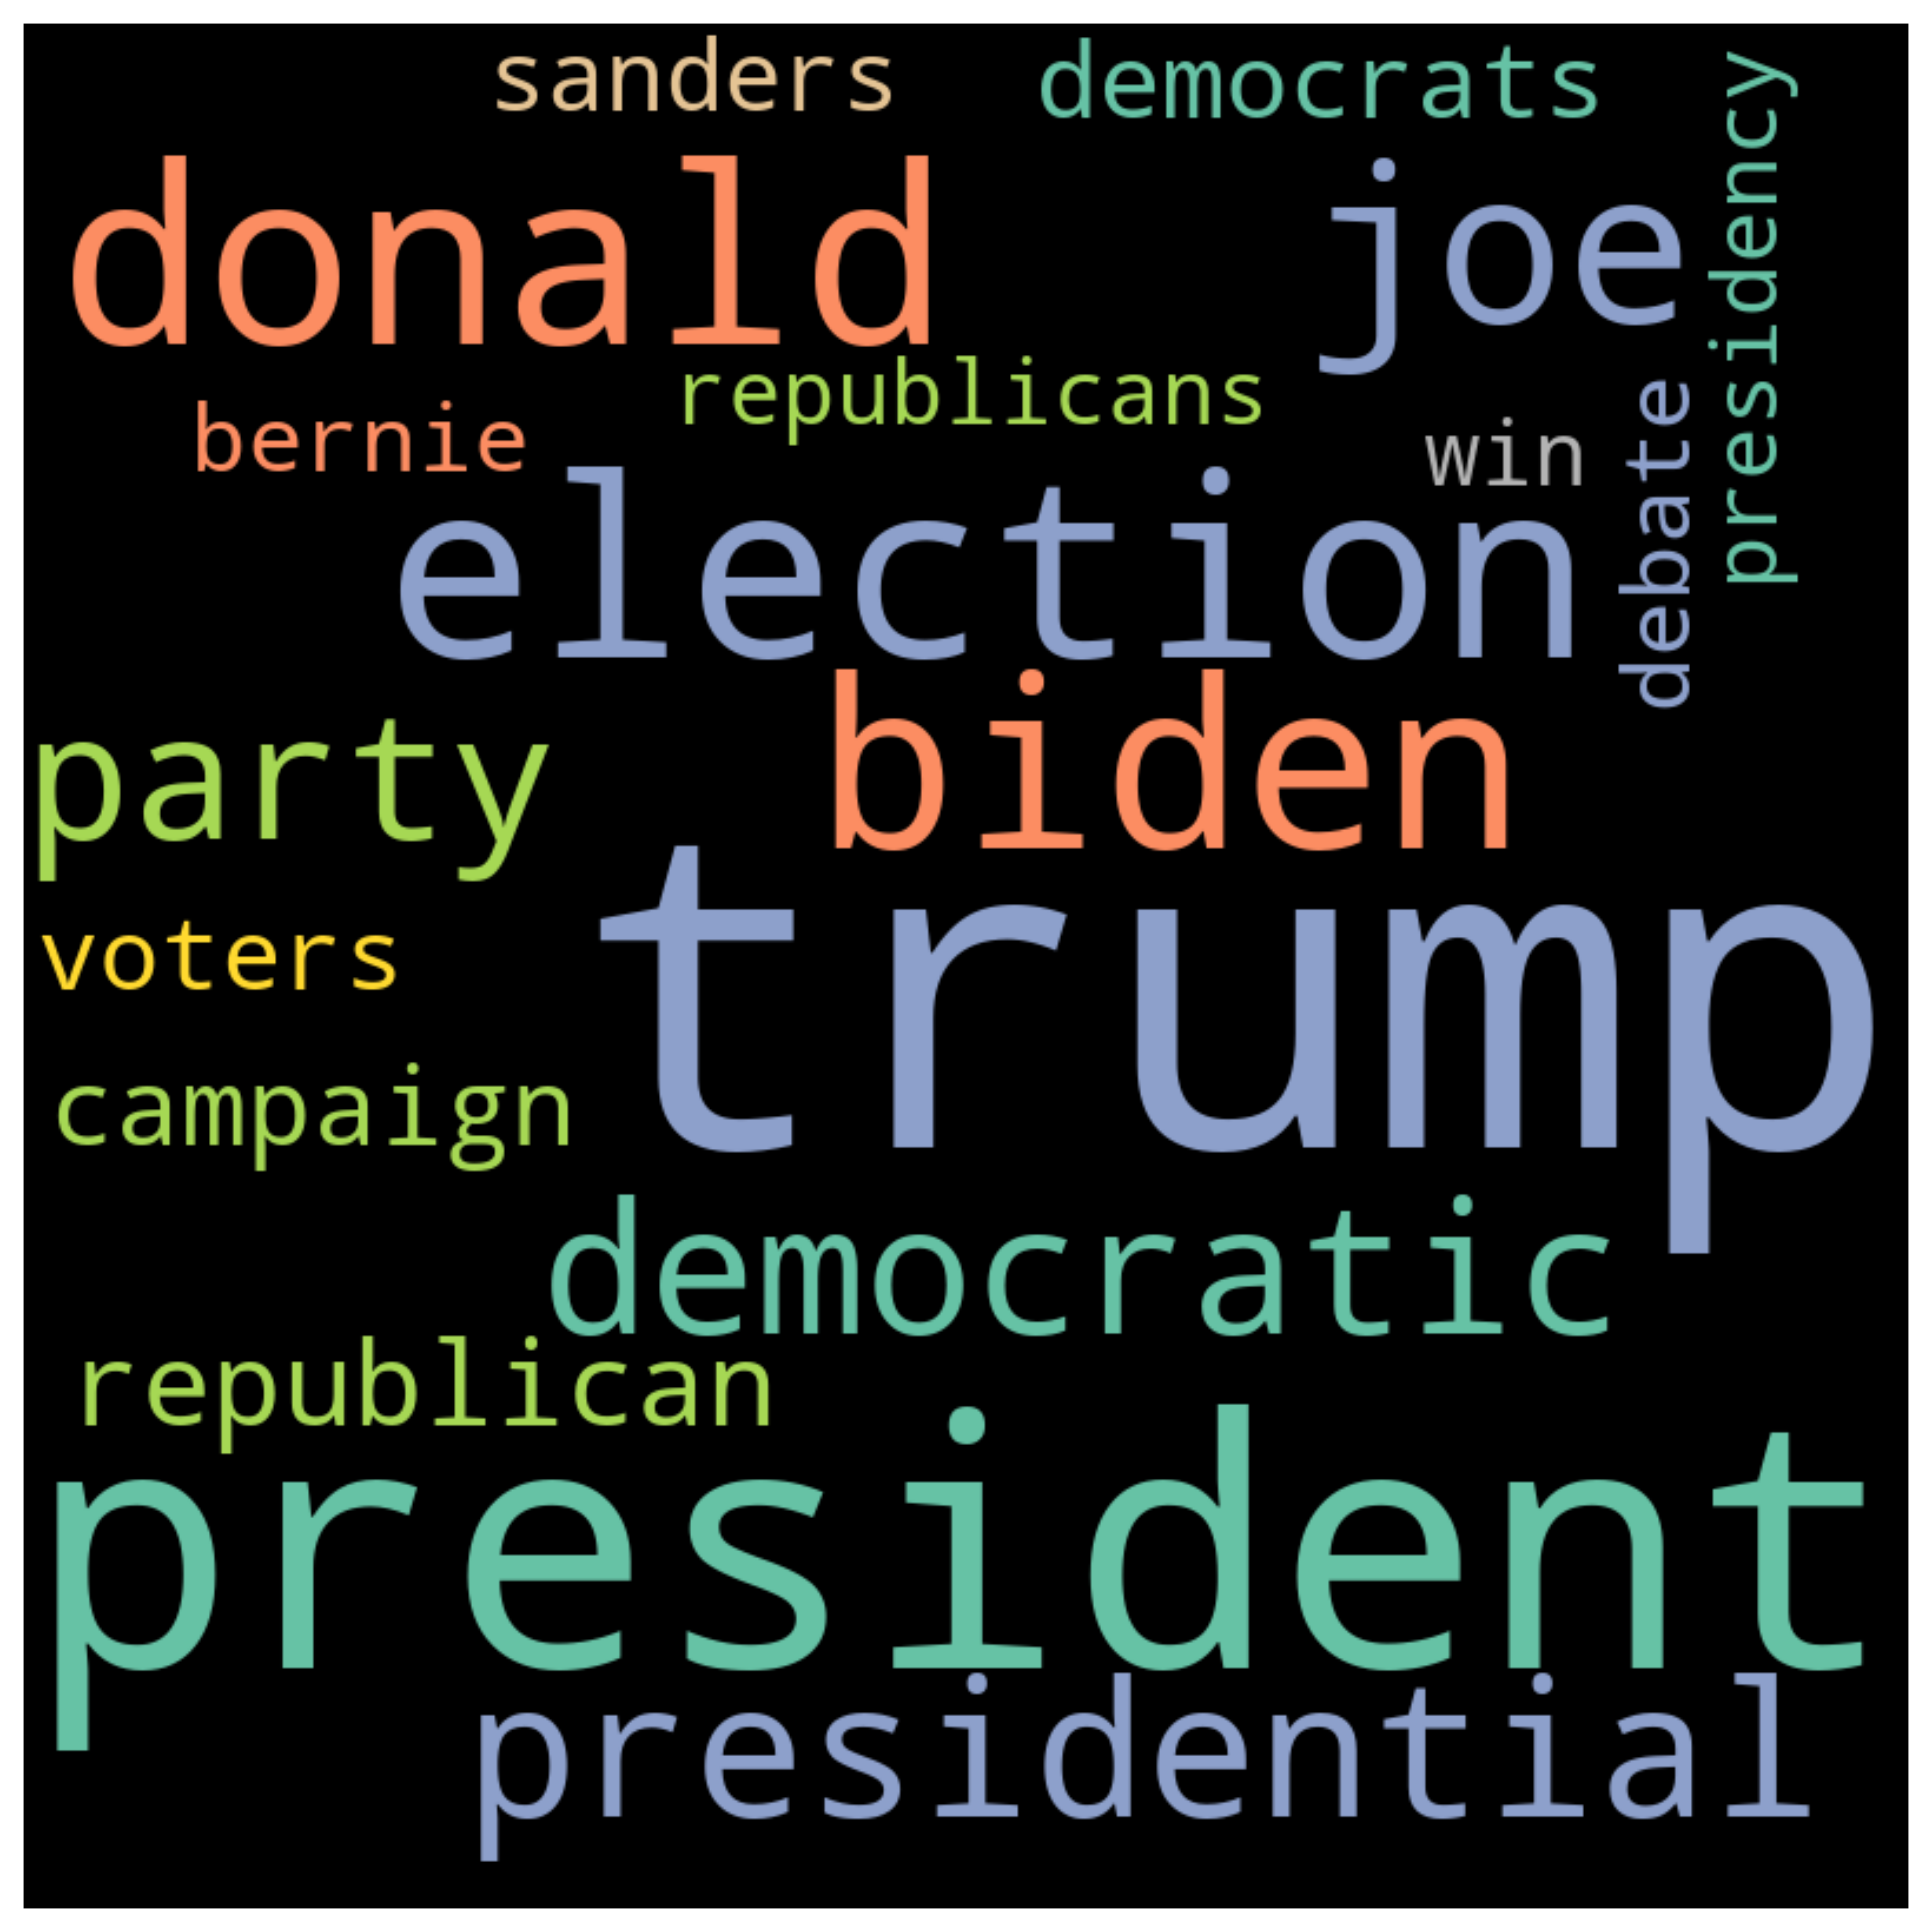 sanders
democrats
presidency
donald
joe
republicans
bernie
win
debate
election
biden
party
trump
voters
campaign
democratic
republican
president
presidential